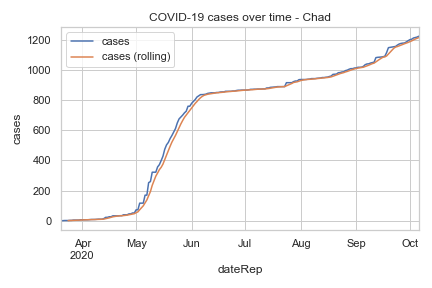 COVID-19 cases over time - Chad
cases
cases (rolling)
1200
1000
800
600
400
200
0
cases
Apr May Jun Jul Aug Sep Oct
2020
dateRep